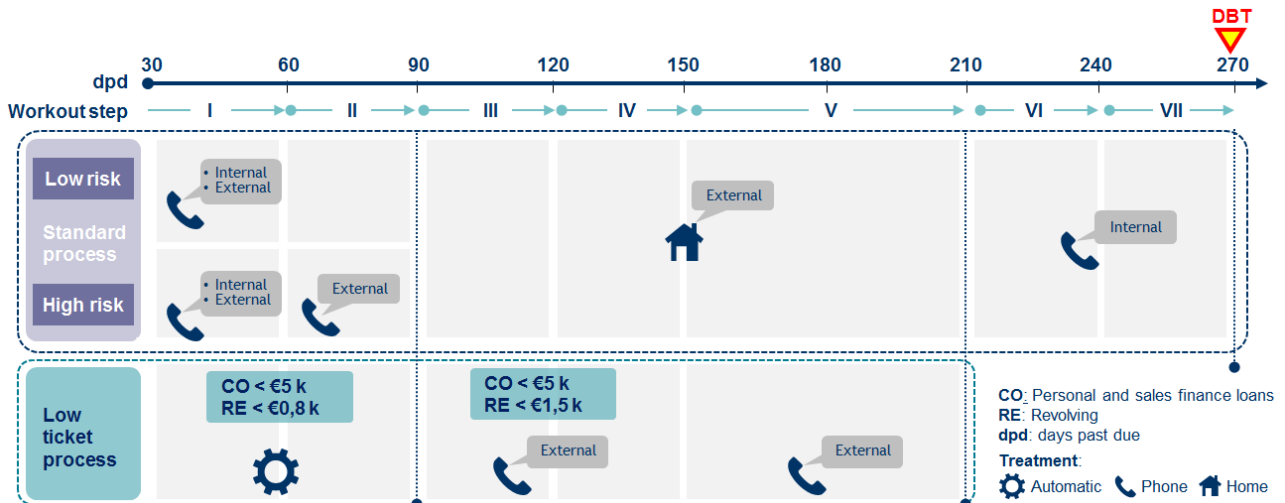 DBT
30 60 90 120 150 180 210 240 270
dpd
Workout step I II III IV V VI VII
Low risk
• Internal
• External
External
Standard
process
Internal
High risk
• Internal
• External
External
Low
ticket
process
CO < €5 k
RE < €0,8 k
CO < €5 k
RE < €1,5 k
External
External
CO: Personal and sales finance loans
RE: Revolving
dpd: days past due
Treatment:
Automatic Phone Home